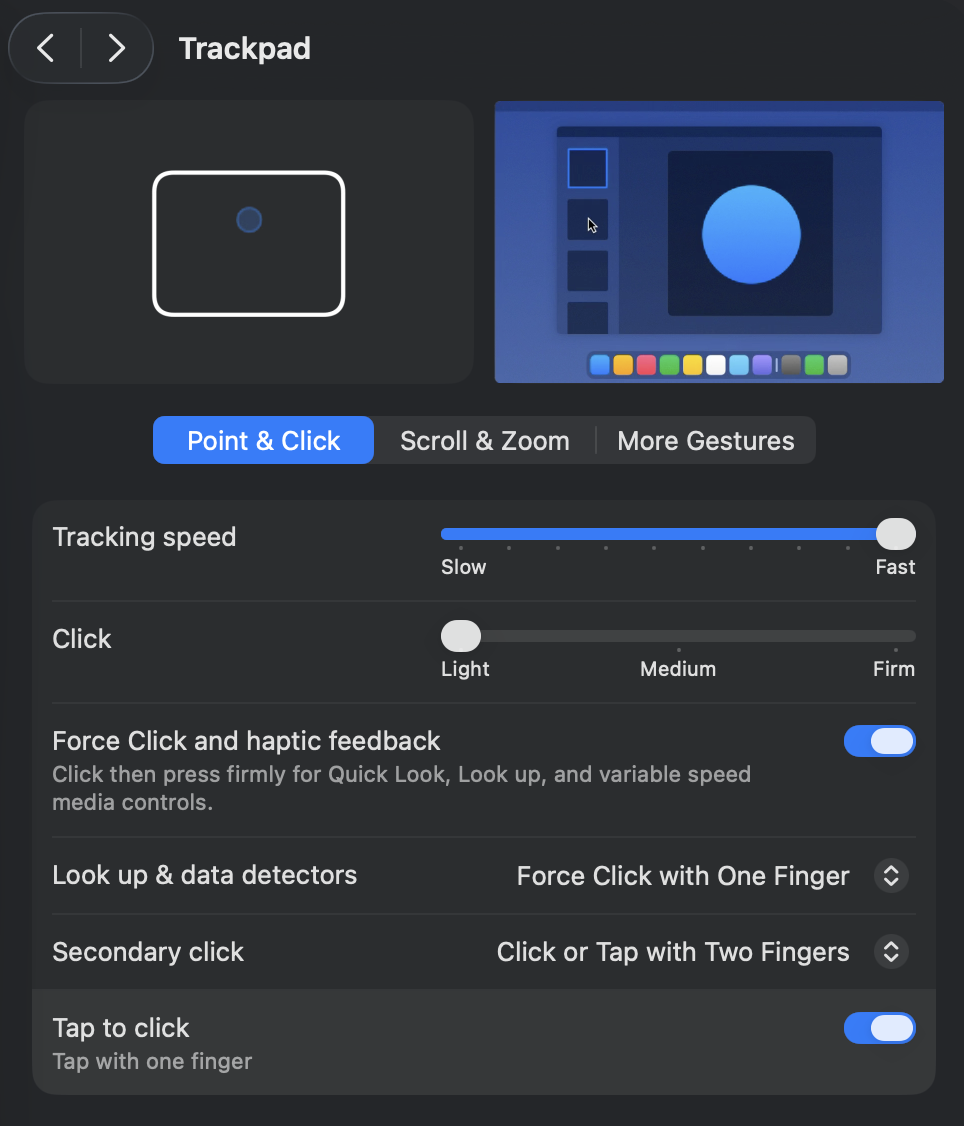 Trackpad
Point & Click
Scroll & Zoom
More Gestures
Tracking speed
Slow
Fast
Click
Light
Medium
Firm
Force Click and haptic feedback
Click then press firmly for Quick Look, Look up, and variable speed
media controls.
Look up & data detectors
Force Click with One Finger
Secondary click
Click or Tap with Two Fingers
Tap to click
Tap with one finger